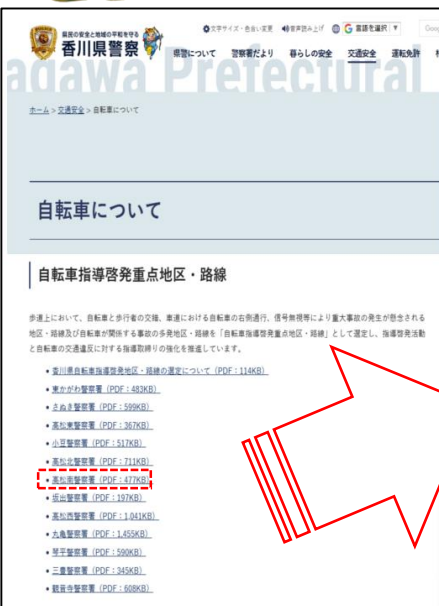 文字サイズ・色合い変更 音声読み上げ 言語を選択 ▼
県民の安全と地域の平和を守る
香川県警察
県警について 警察署だより 暮らしの安全 交通安全 運転免許
agawa Prefectural
ホーム > 交通安全 > 自転車について
自転車について
自転車指導啓発重点地区・路線
歩道上において、自転車と歩行者の交錯、車道における自転車の右側通行、信号無視等により重大事故の発生が懸念される
地区・路線及び自転車が関係する事故の多発地区・路線を「自転車指導啓発重点地区・路線」として選定し、指導啓発活動
と自転車の交通違反に対する指導取締りの強化を推進しています。
• 香川県自転車指導啓発地区・路線の選定について（PDF：114KB）
• 東かがわ警察署（PDF：483KB）
• さぬき警察署（PDF：599KB）
• 高松東警察署（PDF：367KB）
• 小豆警察署（PDF：517KB）
• 高松北警察署（PDF：711KB）
• 高松南警察署（PDF：477KB）
• 坂出警察署（PDF：197KB）
• 高松西警察署（PDF：1,041KB）
• 丸亀警察署（PDF：1,455KB）
• 琴平警察署（PDF：590KB）
• 三豊警察署（PDF：345KB）
• 観音寺警察署（PDF：608KB）